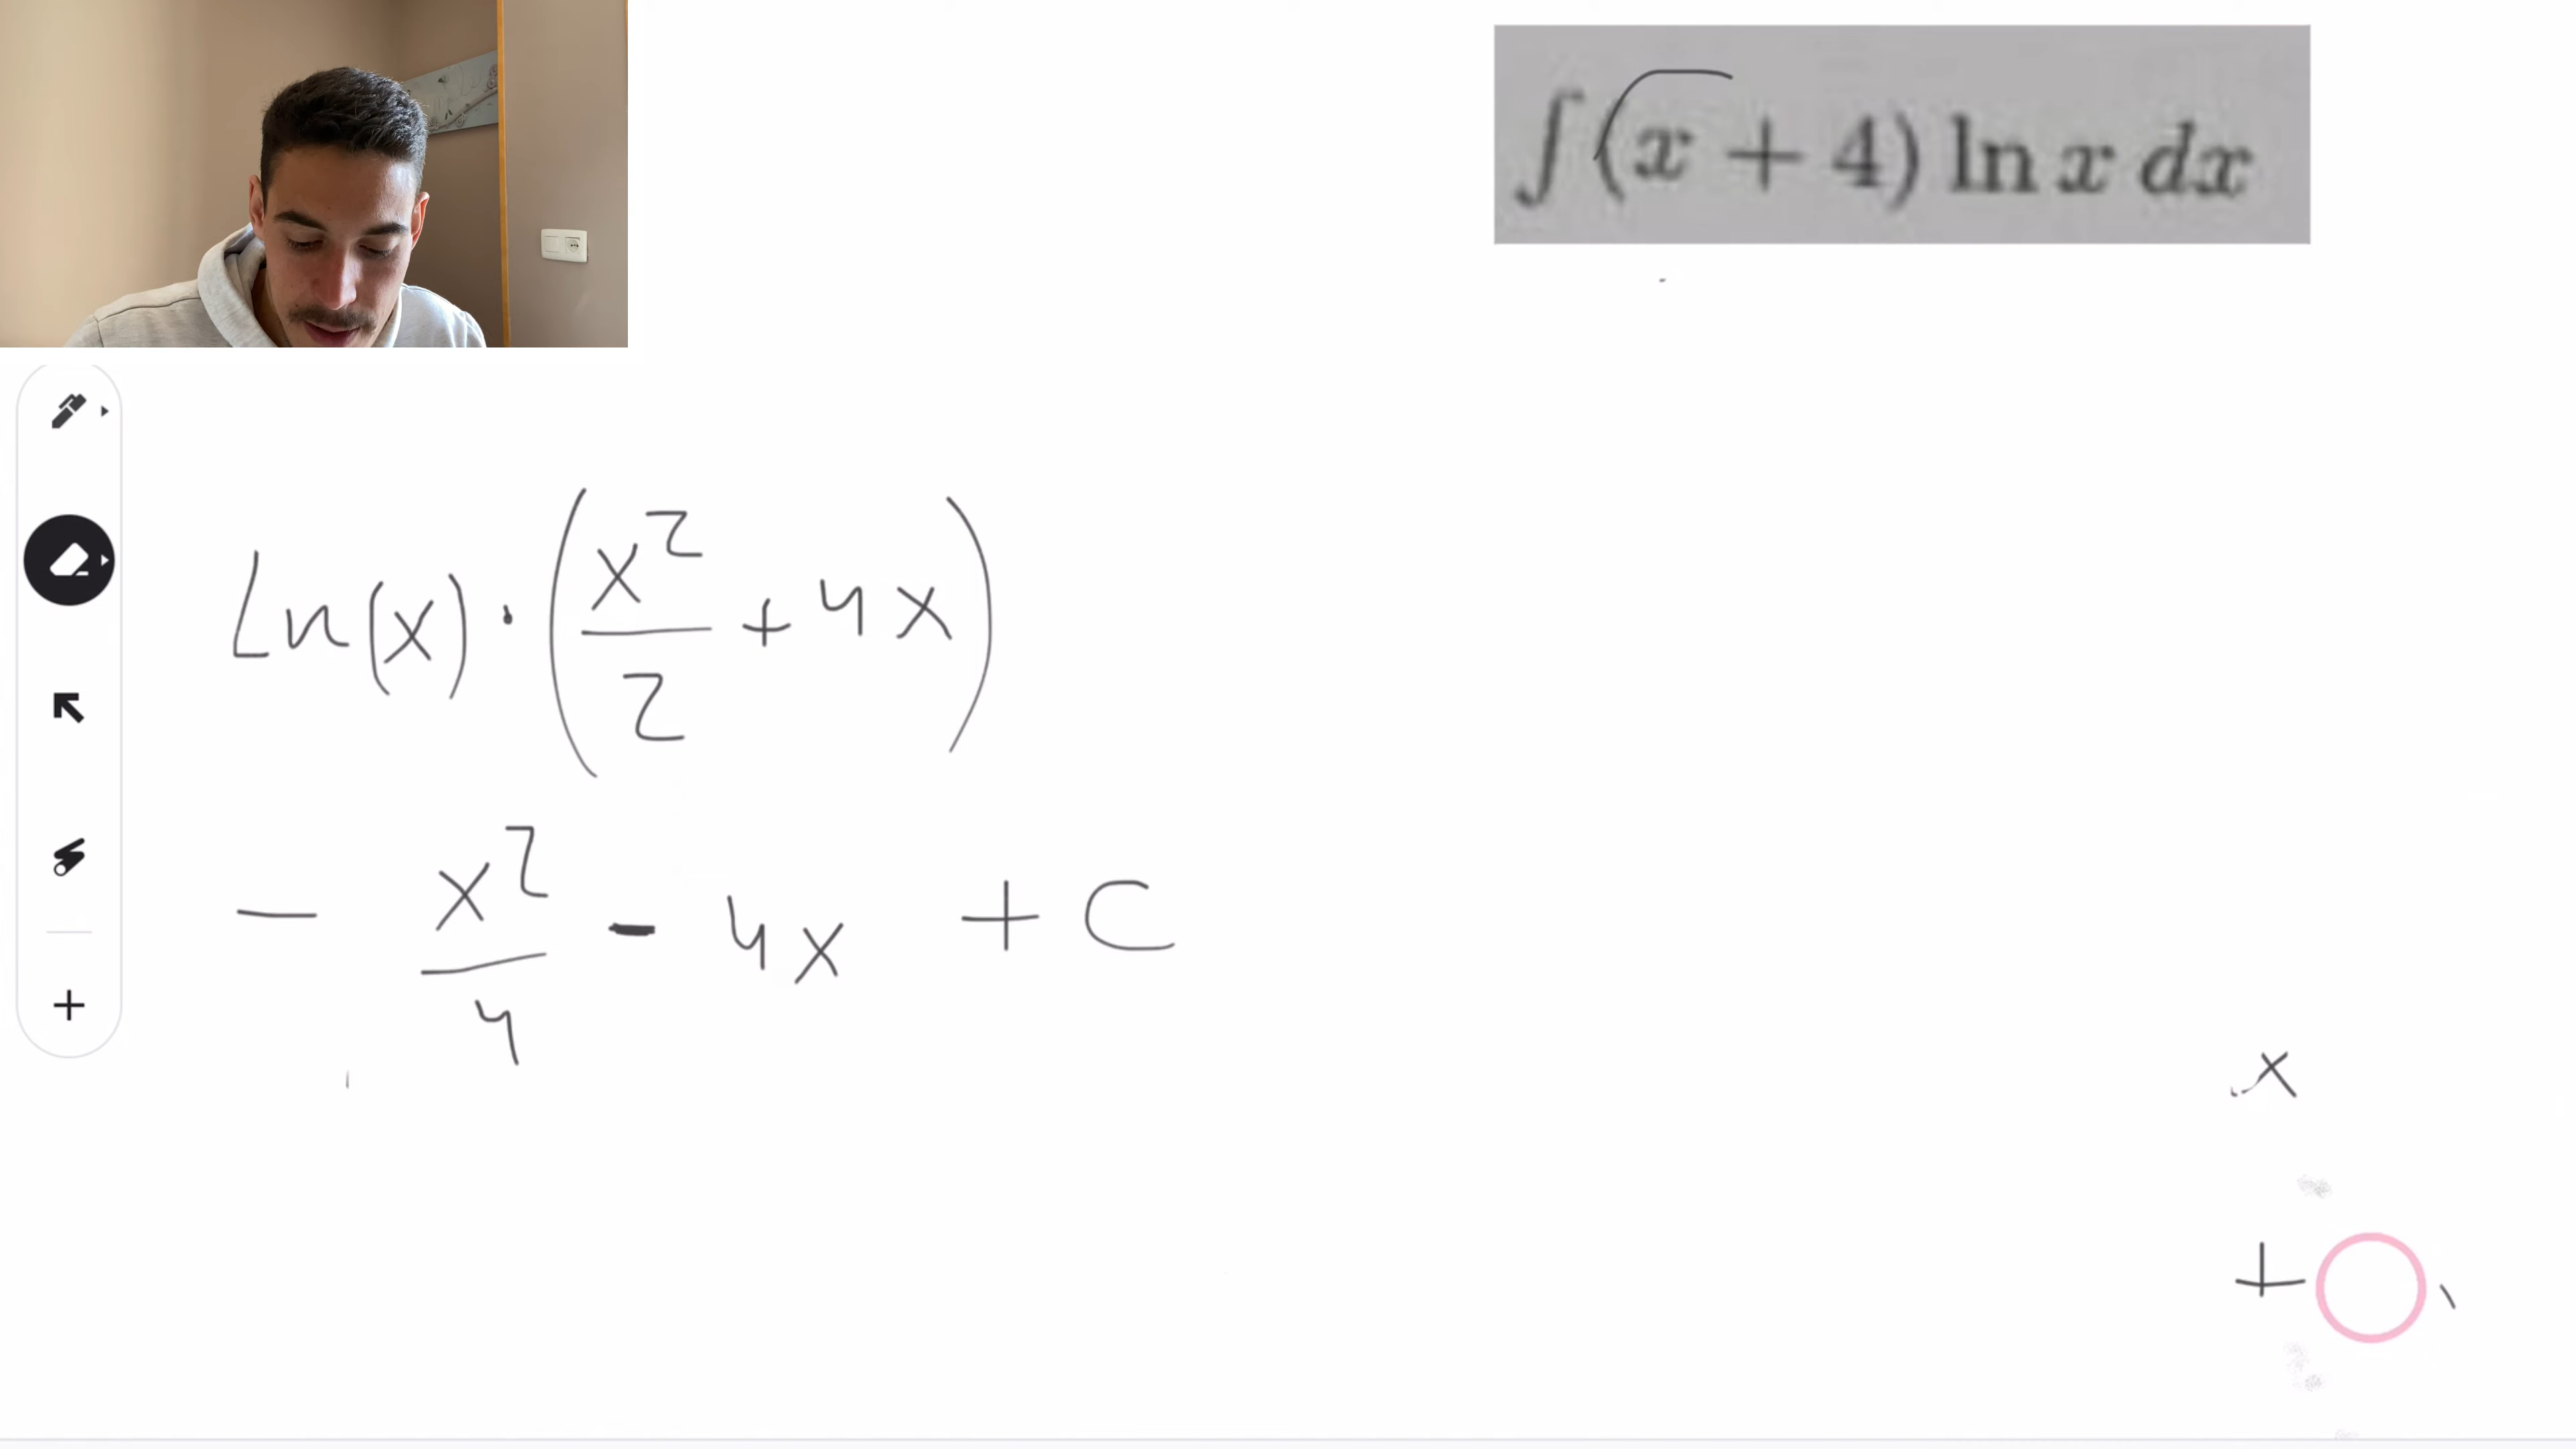 ∫(x + 4) ln x dx
Ln(x) · (x²/2 + 4x)
- x²/4 - 4x + C
x
+